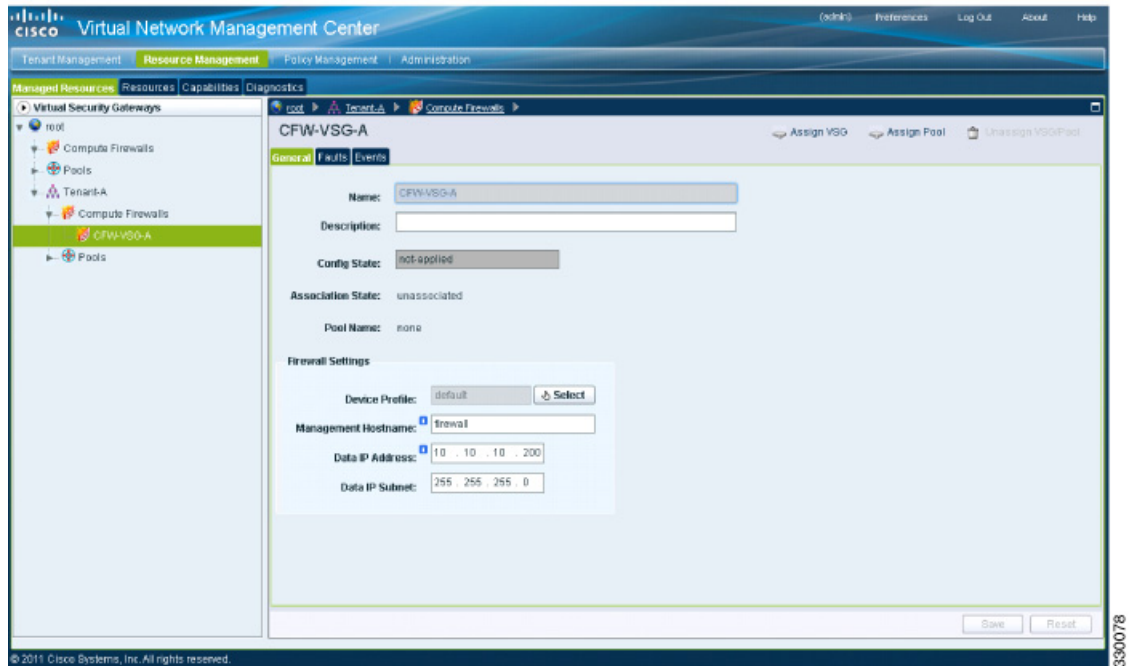 CISCO Virtual Network Management Center
(admin) Preferences Log Out About Help
Tenant Management Resource Management Policy Management Administration
Managed Resources Resources Capabilities Diagnostics
Virtual Security Gateways
root
Compute Firewalls
Pools
Tenant-A
Compute Firewalls
CFW-VSG-A
Pools
root Tenant-A Compute Firewalls
CFW-VSG-A
Assign VSG Assign Pool Unassign VSG/Pool
General Faults Events
Name: CFW-VSG-A
Description:
Config State: not-applied
Association State: unassociated
Pool Name: none
Firewall Settings
Device Profile: default Select
Management Hostname: firewall
Data IP Address: 10 . 10 . 10 . 200
Data IP Subnet: 255 . 255 . 255 . 0
Save Reset
© 2011 Cisco Systems, Inc. All rights reserved.
330078